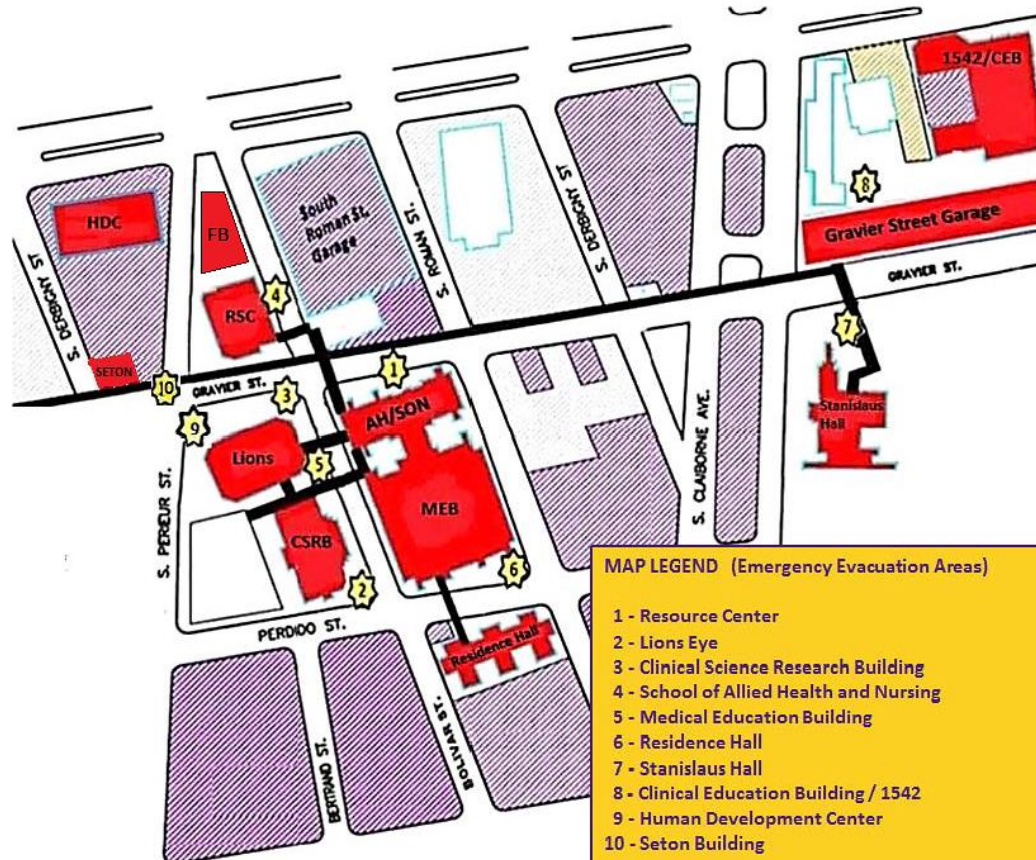 1542/CEB
8
Gravier Street Garage
GRAVIER ST.
7
Stanislaus
Hall
S. DERBIGNY ST.
HDC
FB
South
Roman St.
Garage
S. ROMAN ST.
S. DERBIGNY ST.
RSC
4
SETON
10
GRAVIER ST.
1
3
9
AH/SON
Lions
5
MEB
S. CLAIBORNE AVE.
S. PERIEUR ST.
CSRB
2
6
PERDIDO ST.
Residence Hall
BERTRAND ST.
BOLIVAR ST.
MAP LEGEND (Emergency Evacuation Areas)
1 - Resource Center
2 - Lions Eye
3 - Clinical Science Research Building
4 - School of Allied Health and Nursing
5 - Medical Education Building
6 - Residence Hall
7 - Stanislaus Hall
8 - Clinical Education Building / 1542
9 - Human Development Center
10 - Seton Building